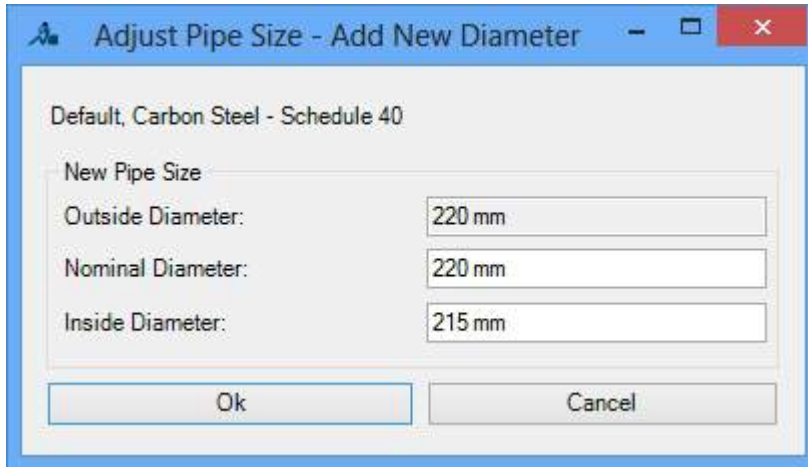 Adjust Pipe Size - Add New Diameter
Default, Carbon Steel - Schedule 40
New Pipe Size
Outside Diameter: 220 mm
Nominal Diameter: 220 mm
Inside Diameter: 215 mm
Ok Cancel